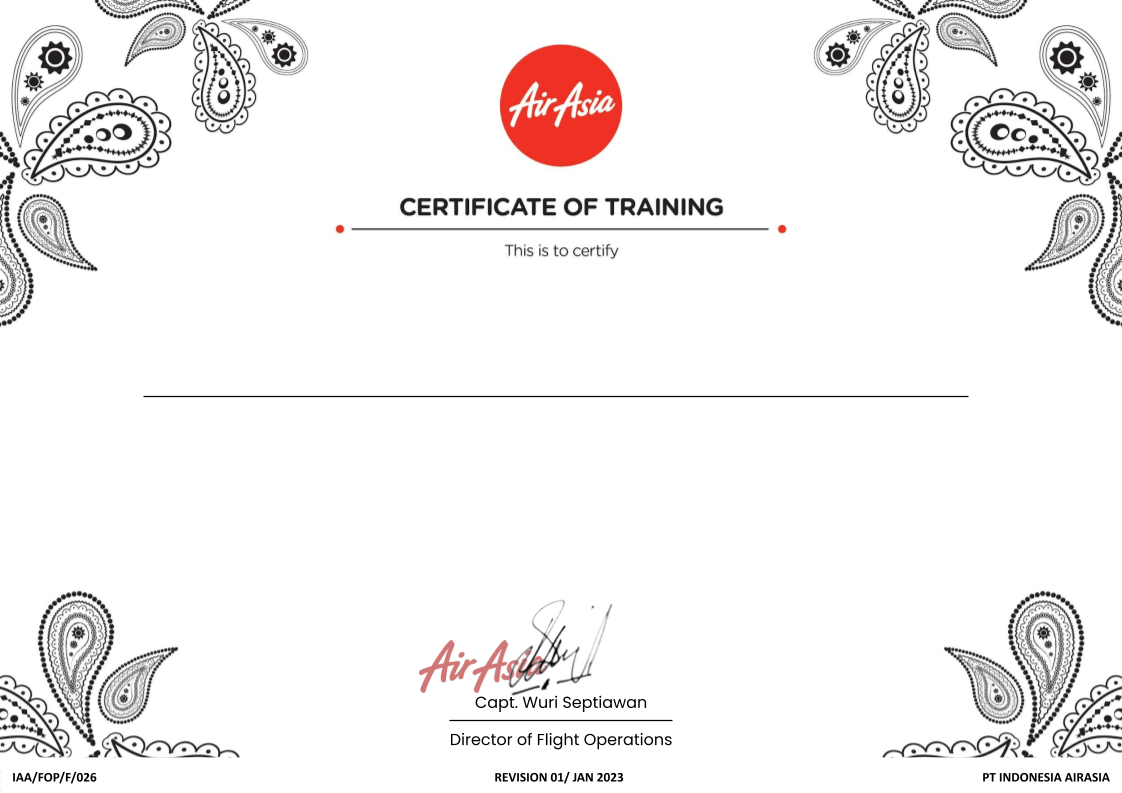 AirAsia
CERTIFICATE OF TRAINING
This is to certify
AirAsia
Capt. Wuri Septiawan
Director of Flight Operations
IAA/FOP/F/026
REVISION 01/ JAN 2023
PT INDONESIA AIRASIA